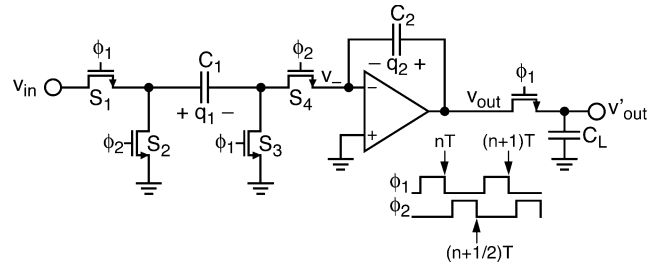 ϕ1
C1
ϕ2
C2
vin
S1
+ q1 −
S4
v−
− q2 +
−
+
vout
ϕ1
v'out
ϕ2
S2
ϕ1
S3
CL
nT
(n+1)T
ϕ1
ϕ2
(n+1/2)T